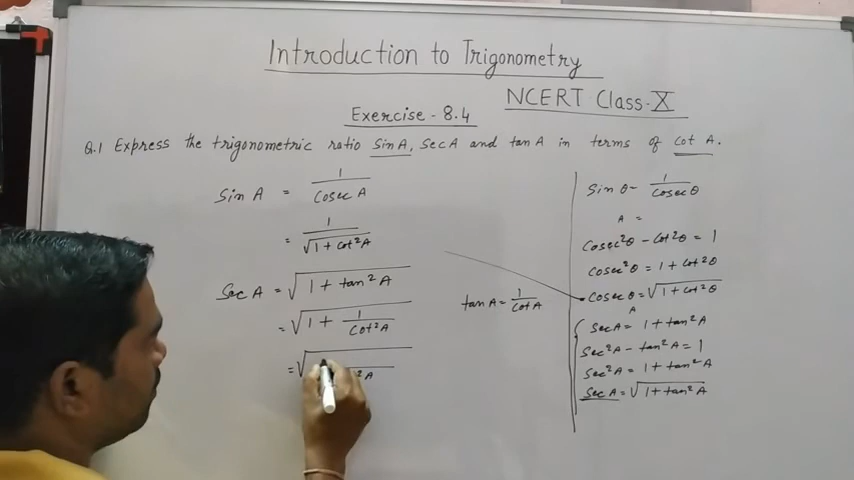 Introduction to Trigonometry
NCERT Class-X
Exercise - 8.4
Q.1 Express the trigonometric ratio Sin A, Sec A and tan A in terms of Cot A.
Sin A = 1/Cosec A
= 1/√(1 + Cot²A)
Sec A = √(1 + tan²A)
= √(1 + 1/Cot²A)
= √
²A
tan A = 1/Cot A
Sin θ = 1/Cosec θ
A =
Cosec²θ - Cot²θ = 1
Cosec²θ = 1 + Cot²θ
Cosec θ = √(1 + Cot²θ)
A
Sec A = 1 + tan²A
Sec²A - tan²A = 1
Sec²A = 1 + tan²A
Sec A = √(1 + tan²A)